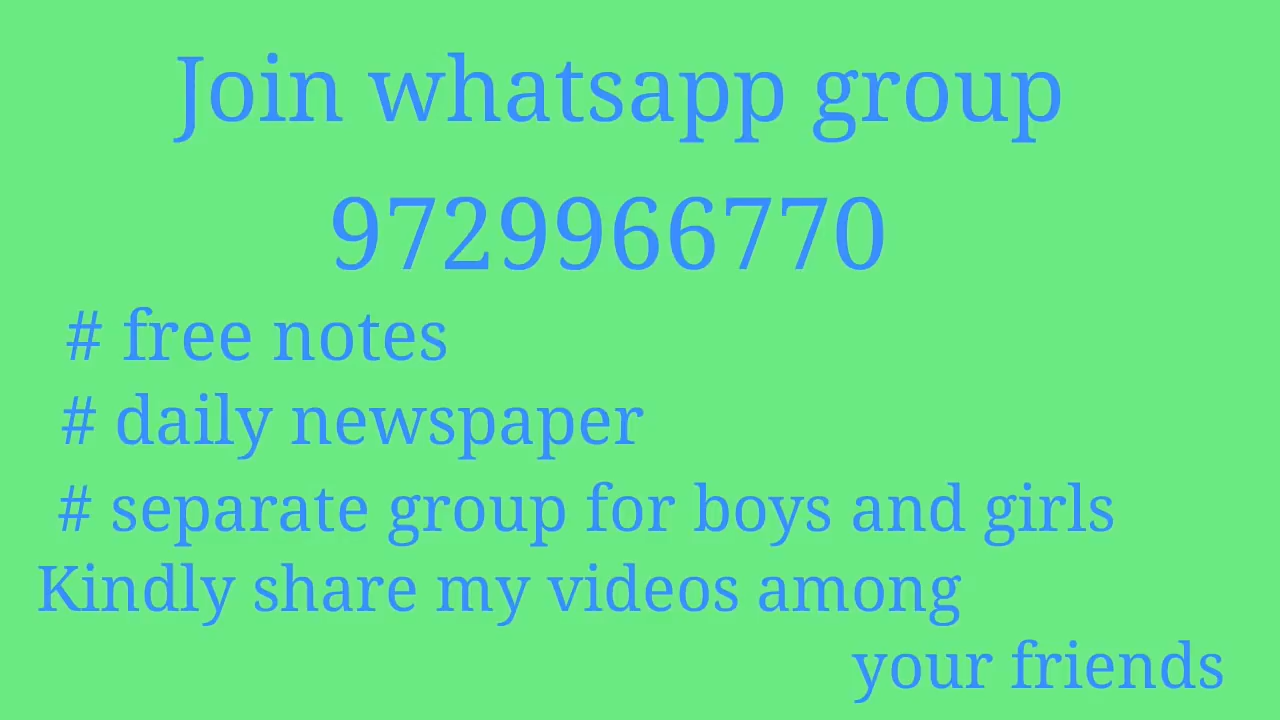 Join whatsapp group
9729966770
# free notes
# daily newspaper
# separate group for boys and girls
Kindly share my videos among
your friends